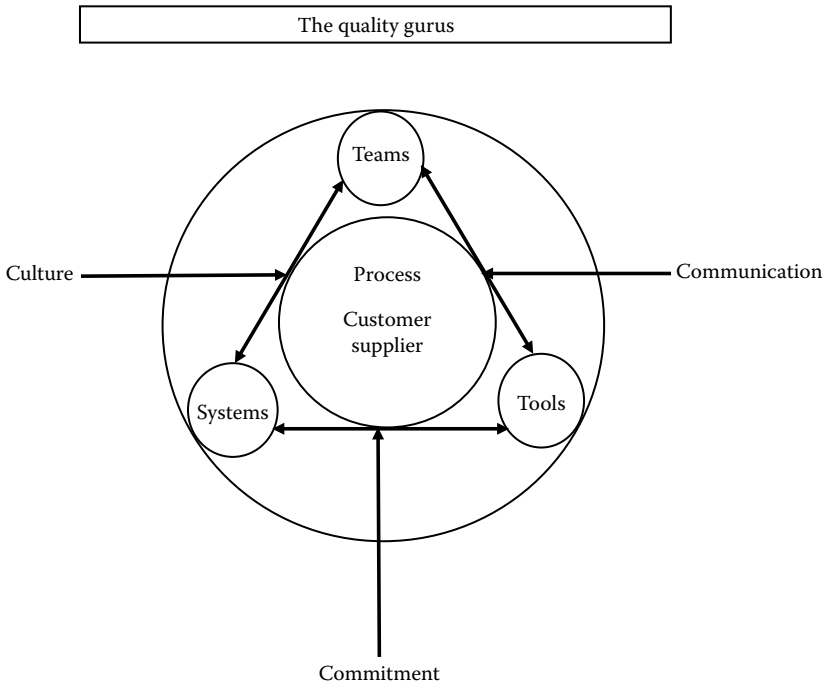 The quality gurus
Teams
Culture
Process
Communication
Customer
supplier
Systems
Tools
Commitment